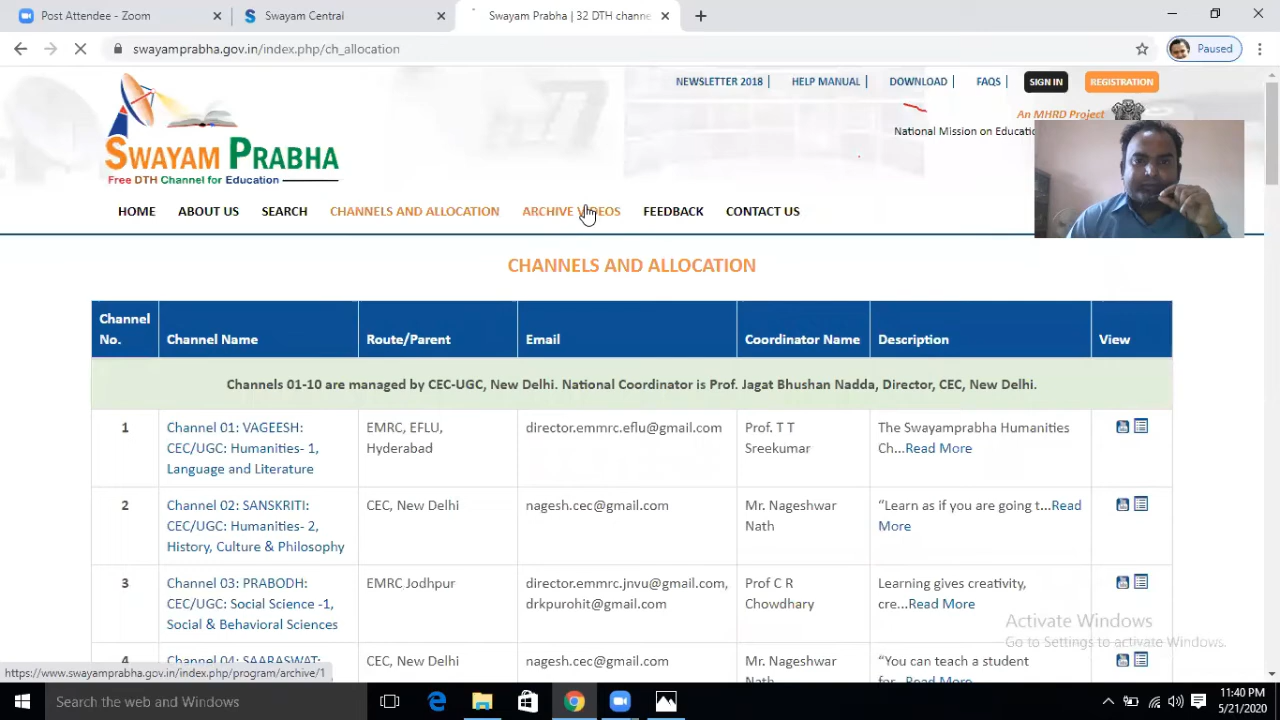 Post Attendee - Zoom
Swayam Central
Swayam Prabha | 32 DTH channe
swayamprabha.gov.in/index.php/ch_allocation
Paused
NEWSLETTER 2018 | HELP MANUAL | DOWNLOAD | FAQS | SIGN IN REGISTRATION
An MHRD Project
National Mission on Educatio
SWAYAM PRABHA
Free DTH Channel for Education
HOME ABOUT US SEARCH CHANNELS AND ALLOCATION ARCHIVE VIDEOS FEEDBACK CONTACT US
CHANNELS AND ALLOCATION
Channel No. Channel Name Route/Parent Email Coordinator Name Description View
Channels 01-10 are managed by CEC-UGC, New Delhi. National Coordinator is Prof. Jagat Bhushan Nadda, Director, CEC, New Delhi.
1 Channel 01: VAGEESH: EMRC, EFLU, director.emmrc.eflu@gmail.com Prof. T T The Swayamprabha Humanities
CEC/UGC: Humanities- 1, Hyderabad Sreekumar Ch...Read More
Language and Literature
2 Channel 02: SANSKRITI: CEC, New Delhi nagesh.cec@gmail.com Mr. Nageshwar “Learn as if you are going t...Read
CEC/UGC: Humanities- 2, Nath More
History, Culture & Philosophy
3 Channel 03: PRABODH: EMRC Jodhpur director.emmrc.jnvu@gmail.com, Prof C R Learning gives creativity,
CEC/UGC: Social Science -1, drkpurohit@gmail.com Chowdhary cre...Read More
Social & Behavioral Sciences
4 Channel 04: SAARASWAT: CEC, New Delhi nagesh.cec@gmail.com Mr. Nageshwar “You can teach a student
Nath for...Read More
Activate Windows
Go to Settings to activate Windows.
https://www.swayamprabha.gov.in/index.php/program/archive/1
Search the web and Windows
11:40 PM
5/21/2020